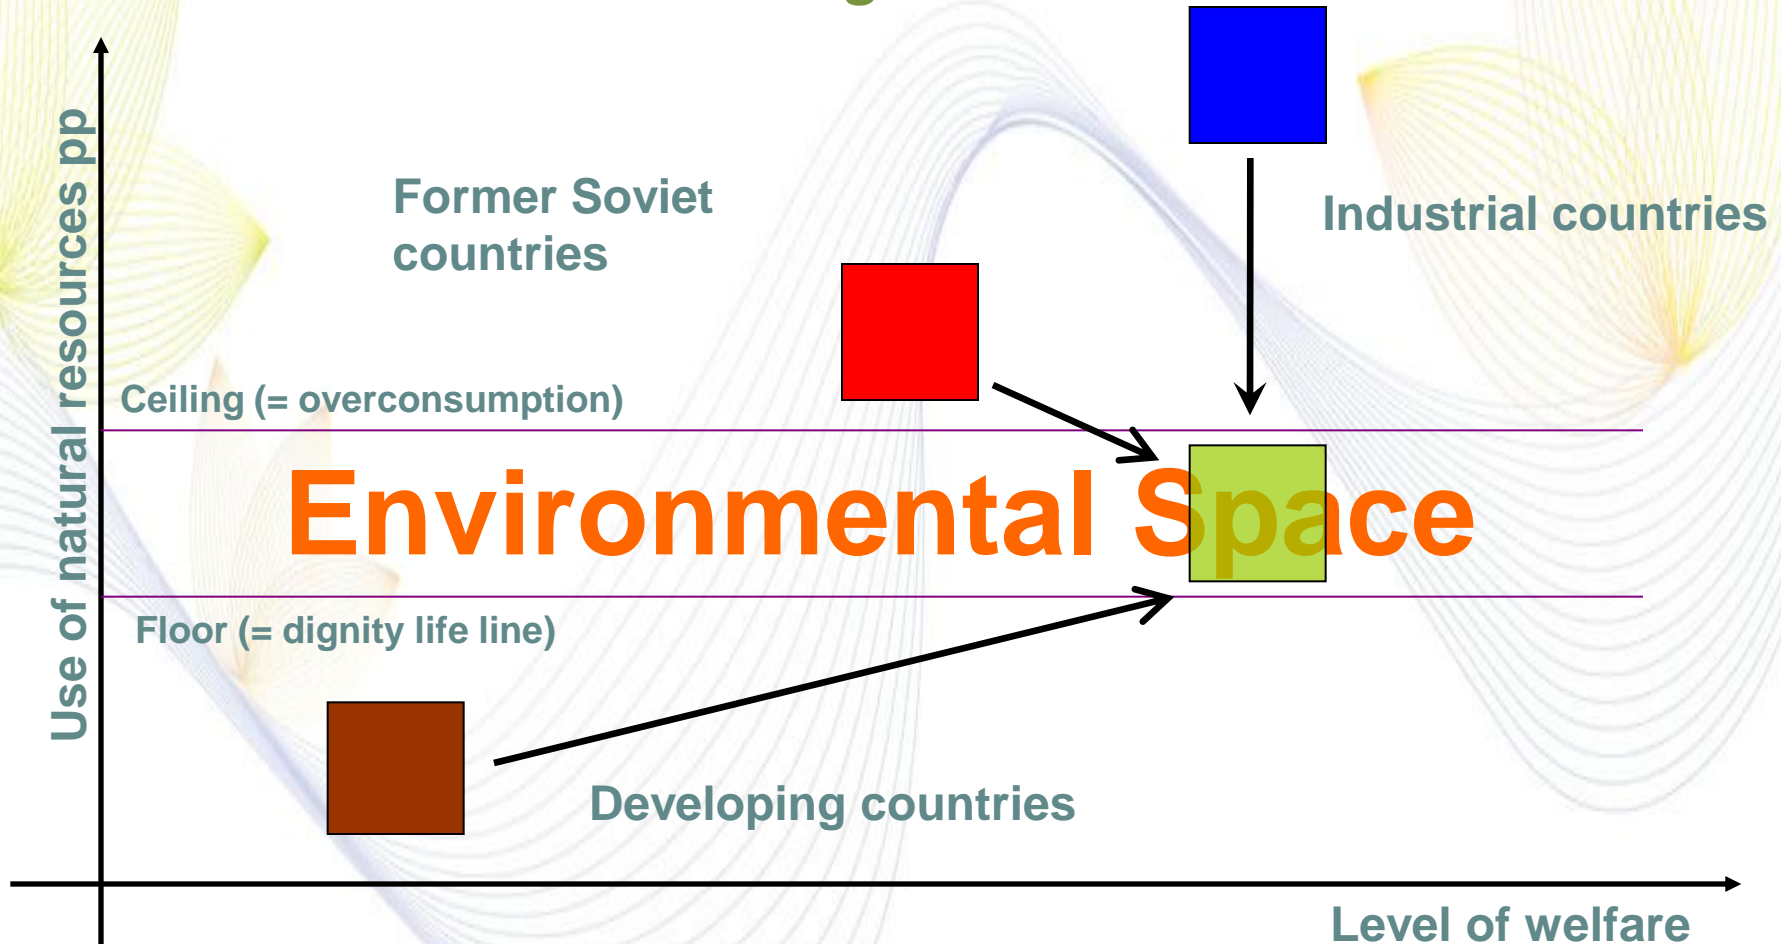 Use of natural resources pp
Former Soviet
countries
Industrial countries
Ceiling (= overconsumption)
Environmental Space
Floor (= dignity life line)
Developing countries
Level of welfare